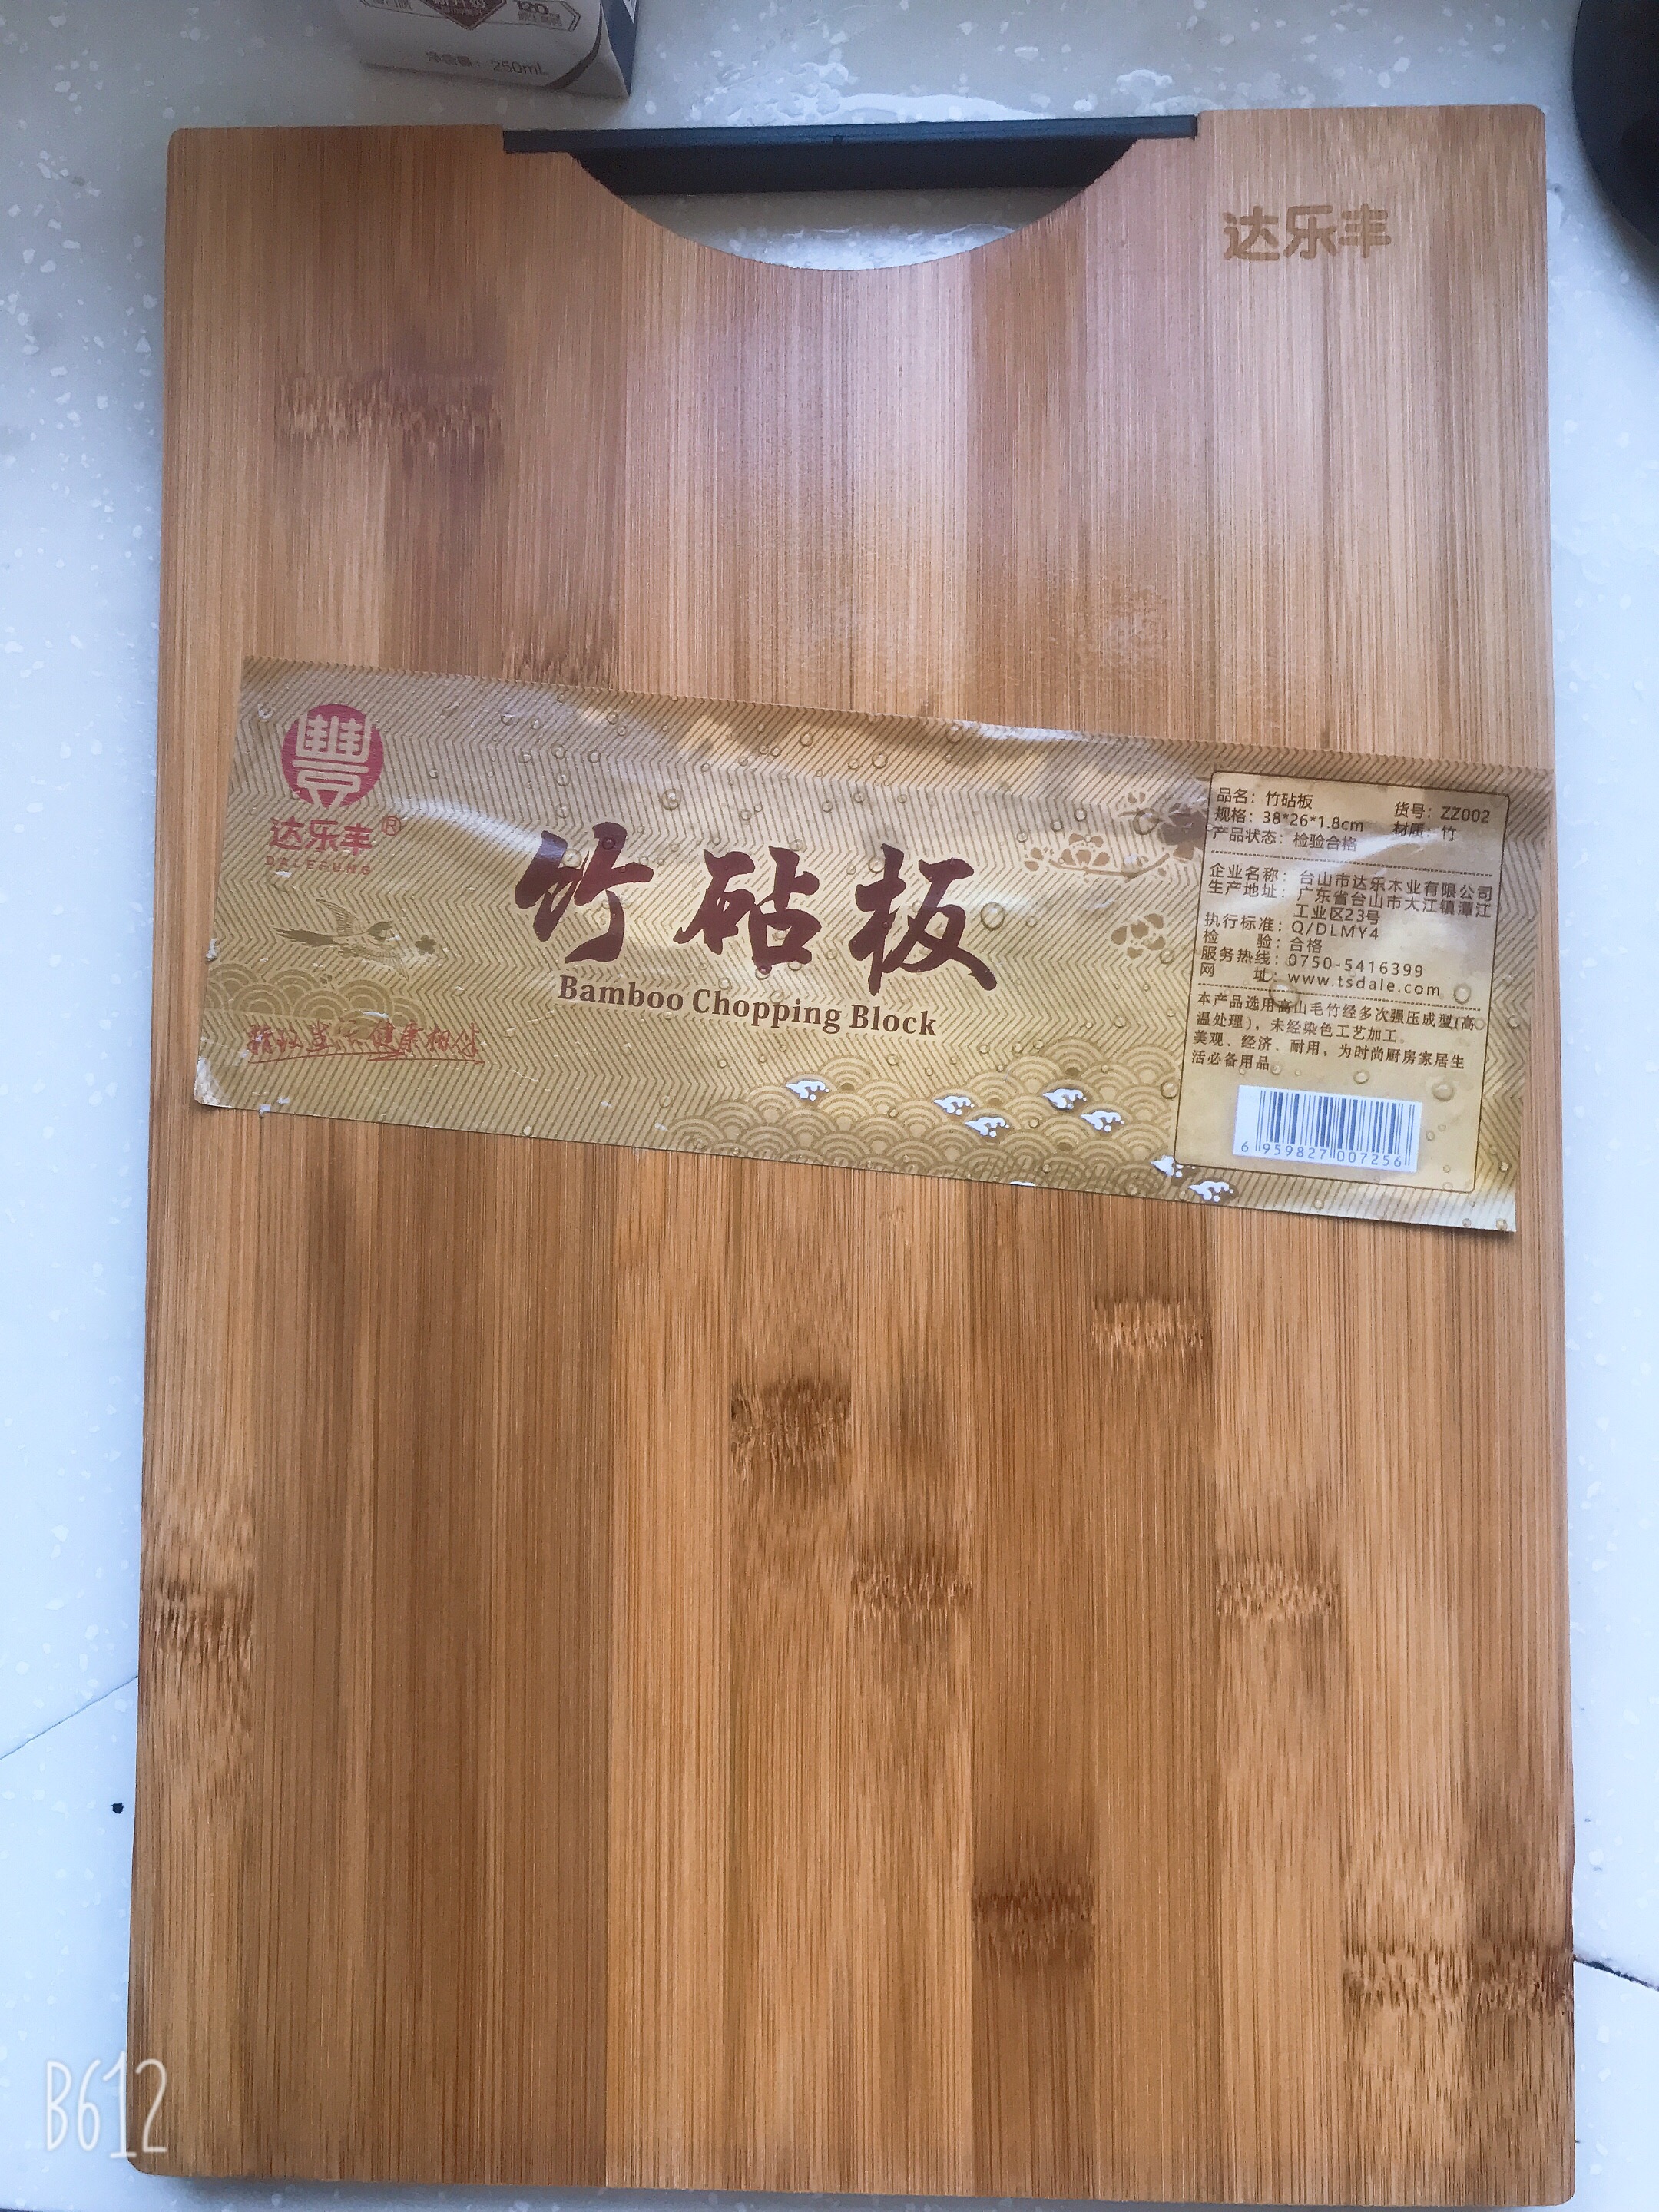 净含量: 250mL
达乐丰
豐
达乐丰®
DALEFUNG
竹砧板
Bamboo Chopping Block
品名: 竹砧板 货号: ZZ002
规格: 38*26*1.8cm 材质: 竹
产品状态: 检验合格
企业名称: 台山市达乐木业有限公司
生产地址: 广东省台山市大江镇潭江
工业区23号
执行标准: Q/DLMY4
检 验: 合格
服务热线: 0750-5416399
网 址: www.tsdale.com
本产品选用高山毛竹经多次强压成型(高
温处理), 未经染色工艺加工。
美观、经济、耐用, 为时尚厨房家居生
活必备用品。
6 959827 007256
B612